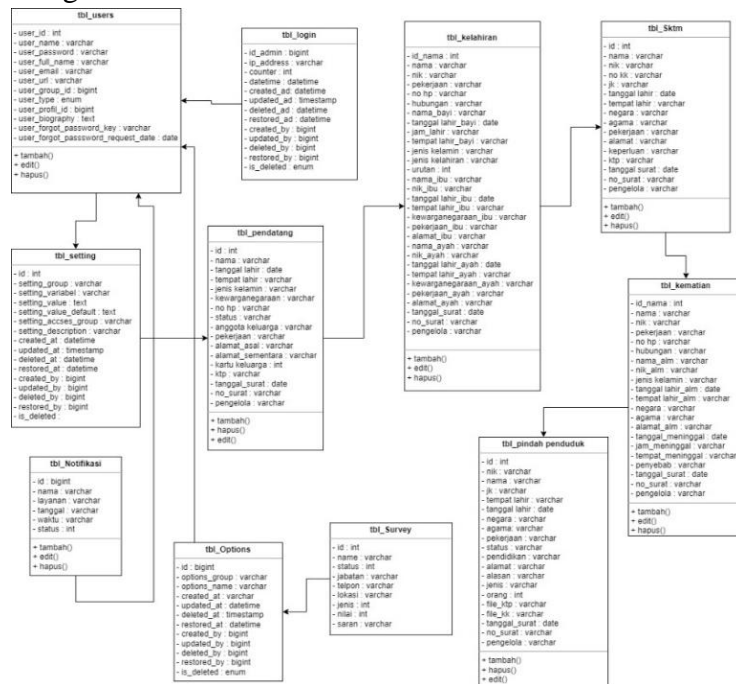 tbl_users
- user_id : int
- user_name : varchar
- user_password : varchar
- user_full_name : varchar
- user_email : varchar
- user_url : varchar
- user_group_id : bigint
- user_type : enum
- user_profil_id : bigint
- user_biography : text
- user_forgot_password_key : varchar
- user_forgot_passsword_request_date : date
+ tambah()
+ edit()
+ hapus()
tbl_login
- id_admin : bigint
- ip_address : varchar
- counter : int
- datetime : datetime
- created_ad : datetime
- updated_ad : timestamp
- deleted_ad : datetime
- restored_ad : datetime
- created_by : bigint
- updated_by : bigint
- deleted_by : bigint
- restored_by : bigint
- is_deleted : enum
tbl_kelahiran
- id_nama : int
- nama : varchar
- nik : varchar
- pekerjaan : varchar
- no hp : varchar
- hubungan : varchar
- nama_bayi : varchar
- tanggal lahir_bayi : date
- jam_lahir : varchar
- tempat lahir_bayi : varchar
- jenis kelamin : varchar
- jenis kelahiran : varchar
- urutan : int
- nama_ibu : varchar
- nik_ibu : varchar
- tanggal lahir_ibu : date
- tempat lahir_ibu : varchar
- kewarganegaraan_ibu : varchar
- pekerjaan_ibu : varchar
- alamat_ibu : varchar
- nama_ayah : varchar
- nik_ayah : varchar
- tanggal lahir_ayah : date
- tempat lahir_ayah : varchar
- kewarganegaraan_ayah : varchar
- pekerjaan_ayah : varchar
- alamat_ayah : varchar
- tanggal_surat : date
- no_surat : varchar
- pengelola : varchar
+ tambah()
+ edit()
+ hapus()
tbl_Sktm
- id : int
- nama : varchar
- nik : varchar
- no kk : varchar
- jk : varchar
- tanggal lahir : date
- tempat lahir : varchar
- negara : varchar
- agama : varchar
- pekerjaan : varchar
- alamat : varchar
- keperluan : varchar
- ktp : varchar
- tanggal surat : date
- no_surat : varchar
- pengelola : varchar
+ tambah()
+ edit()
+ hapus()
tbl_setting
- id : int
- setting_group : varchar
- setting_variabel : varchar
- setting_value : text
- setting_value_default : text
- setting_accses_group : varchar
- setting_description : varchar
- created_at : datetime
- updated_at : timestamp
- deleted_at : datetime
- restored_at : datetime
- created_by : bigint
- updated_by : bigint
- deleted_by : bigint
- restored_by : bigint
- is_deleted :
tbl_pendatang
- id : int
- nama : varchar
- tanggal lahir : date
- tempat lahir : varchar
- jenis kelamin : varchar
- kewarganegaraan : varchar
- no hp : varchar
- status : varchar
- anggota keluarga : varchar
- pekerjaan : varchar
- alamat_asal : varchar
- alamat_sementara : varchar
- kartu keluarga : int
- ktp : varchar
- tanggal_surat : date
- no_surat : varchar
- pengelola : varchar
+ tambah()
+ hapus()
+ edit()
tbl_kematian
- id_nama : int
- nama : varchar
- nik : varchar
- pekerjaan : varchar
- no hp : varchar
- hubungan : varchar
- nama_alm : varchar
- nik_alm : varchar
- jenis kelamin : varchar
- tanggal lahir_alm : date
- tempat lahir_alm : varchar
- negara : varchar
- agama : varchar
- alamat_alm : varchar
- tanggal_meninggal : date
- jam_meninggal : varchar
- tempat_meninggal : varchar
- penyebab : varchar
- tanggal_surat : date
- no_surat : varchar
- pengelola : varchar
+ tambah()
+ edit()
+ hapus()
tbl_Notifikasi
- id : bigint
- nama : varchar
- layanan : varchar
- tanggal : varchar
- waktu : varchar
- status : int
+ tambah()
+ edit()
+ hapus()
tbl_Options
- id : bigint
- options_group : varchar
- options_name : varchar
- created_at : varchar
- updated_at : datetime
- deleted_at : timestamp
- restored_at : datetime
- created_by : bigint
- updated_by : bigint
- deleted_by : bigint
- restored_by : bigint
- is_deleted : enum
tbl_Survey
- id : int
- name : varchar
- status : int
- jabatan : varchar
- telpon : varchar
- lokasi : varchar
- jenis : int
- nilai : int
- saran : varchar
tbl_pindah penduduk
- id : int
- nik : varchar
- nama : varchar
- jk : varchar
- tempat lahir : varchar
- tanggal lahir : date
- negara : varchar
- agama: varchar
- pekerjaan : varchar
- status : varchar
- pendidikan : varchar
- alamat : varchar
- alasan : varchar
- jenis : varchar
- orang : int
- file_ktp : varchar
- file_kk : varchar
- tanggal_surat : date
- no_surat : varchar
- pengelola : varchar
+ tambah()
+ hapus()
+ edit()